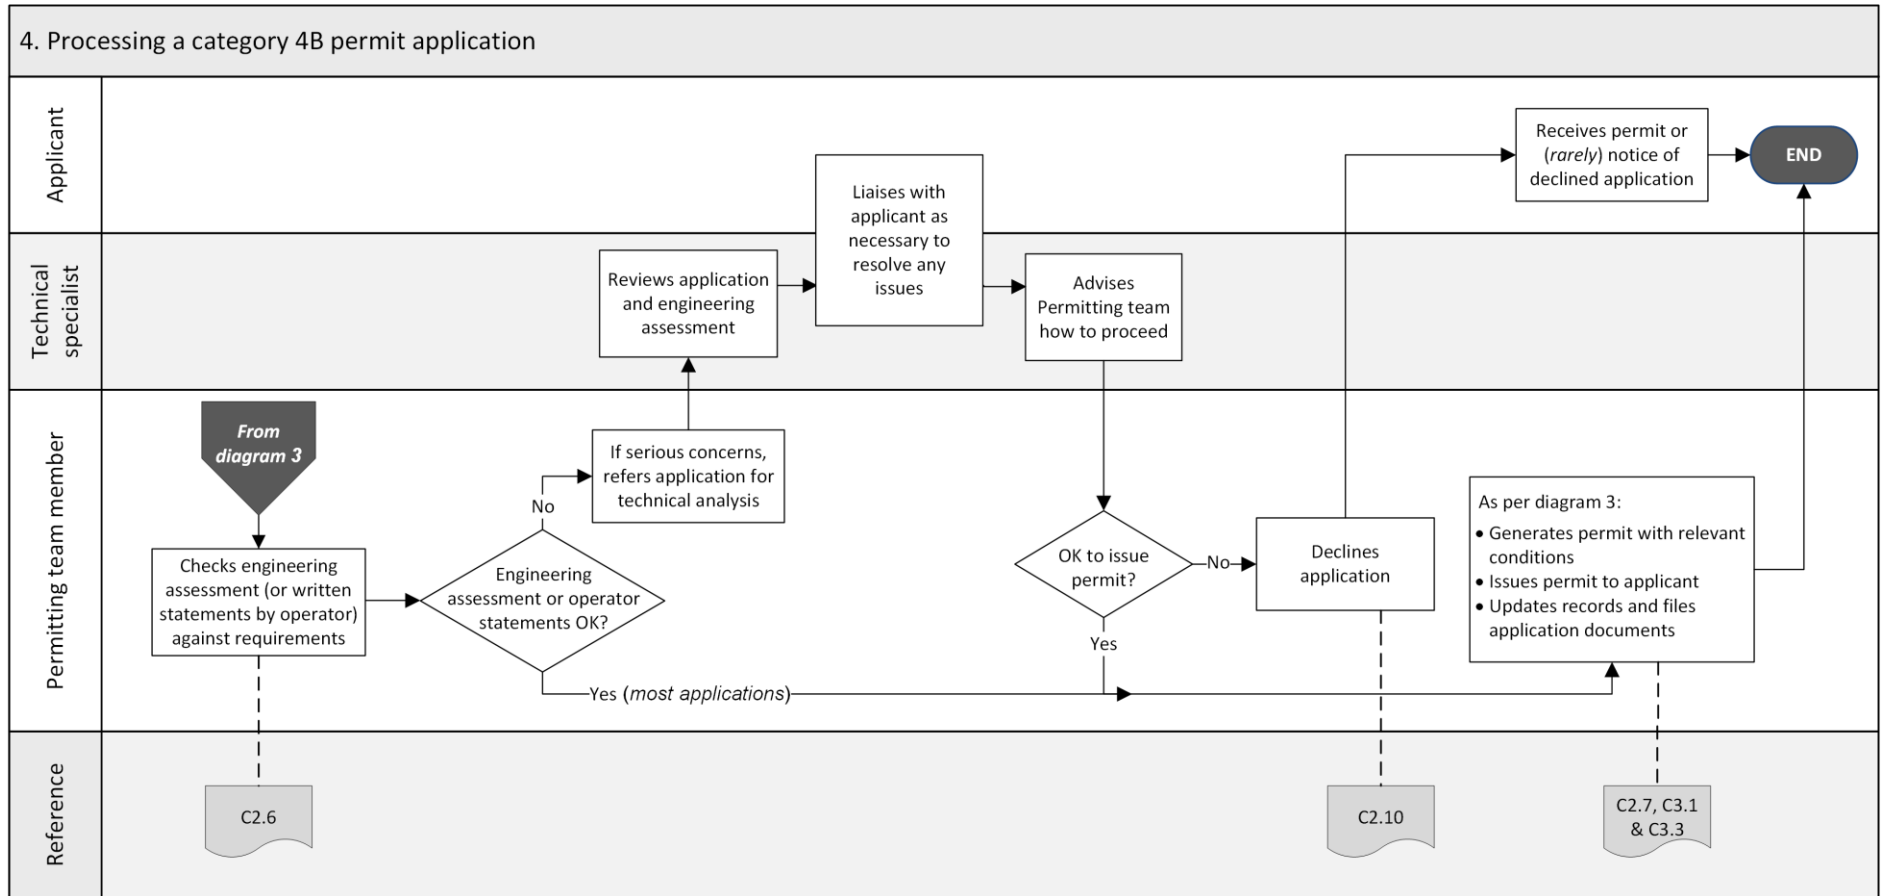 4. Processing a category 4B permit application
Applicant
Receives permit or
(rarely) notice of
declined application
END
Liaises with
applicant as
necessary to
resolve any
issues
Technical
specialist
Reviews application
and engineering
assessment
Advises
Permitting team
how to proceed
Permitting team member
From
diagram 3
Checks engineering
assessment (or written
statements by operator)
against requirements
Engineering
assessment or operator
statements OK?
No
If serious concerns,
refers application for
technical analysis
Yes (most applications)
OK to issue
permit?
No
Yes
Declines
application
As per diagram 3:
• Generates permit with relevant
conditions
• Issues permit to applicant
• Updates records and files
application documents
Reference
C2.6
C2.10
C2.7, C3.1
& C3.3